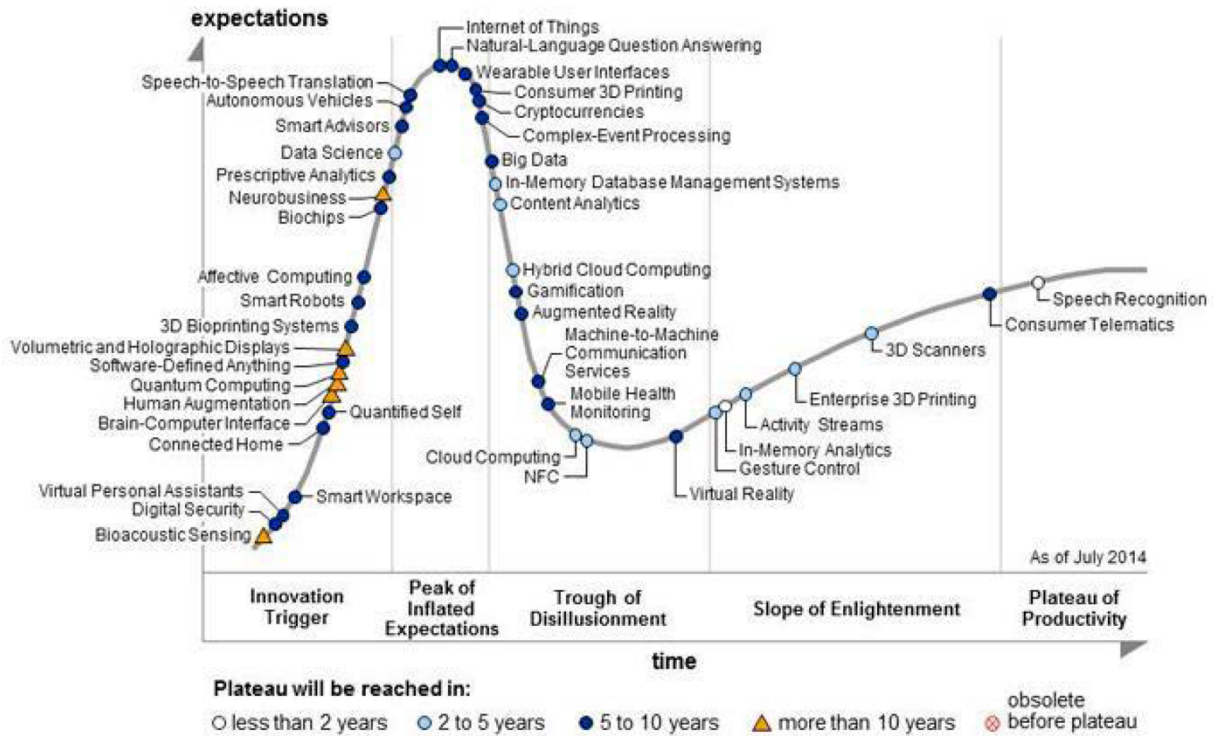 expectations
Internet of Things
Natural-Language Question Answering
Wearable User Interfaces
Consumer 3D Printing
Cryptocurrencies
Complex-Event Processing
Speech-to-Speech Translation
Autonomous Vehicles
Smart Advisors
Data Science
Prescriptive Analytics
Neurobusiness
Biochips
Big Data
In-Memory Database Management Systems
Content Analytics
Hybrid Cloud Computing
Gamification
Augmented Reality
Machine-to-Machine
Communication
Services
Mobile Health
Monitoring
Affective Computing
Smart Robots
3D Bioprinting Systems
Volumetric and Holographic Displays
Software-Defined Anything
Quantum Computing
Human Augmentation
Brain-Computer Interface
Connected Home
Quantified Self
Virtual Personal Assistants
Digital Security
Bioacoustic Sensing
Smart Workspace
Cloud Computing
NFC
Virtual Reality
Speech Recognition
Consumer Telematics
3D Scanners
Enterprise 3D Printing
Activity Streams
In-Memory Analytics
Gesture Control
As of July 2014
Innovation
Trigger
Peak of
Inflated
Expectations
Trough of
Disillusionment
Slope of Enlightenment
Plateau of
Productivity
time
Plateau will be reached in:
less than 2 years
2 to 5 years
5 to 10 years
more than 10 years
obsolete
before plateau